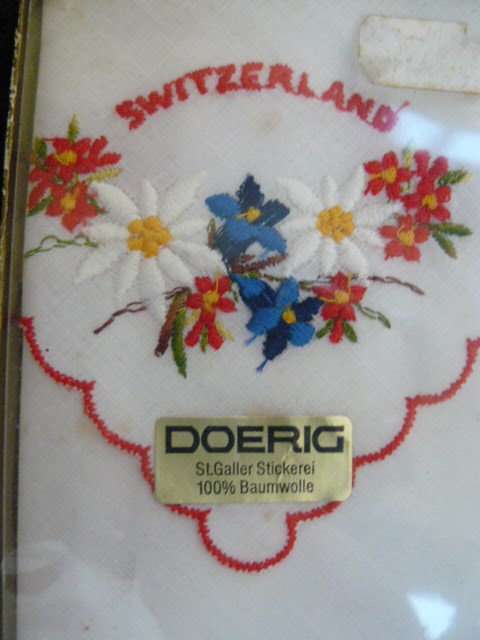 SWITZERLAND
DOERIG
St.Galler Stickerei
100% Baumwolle